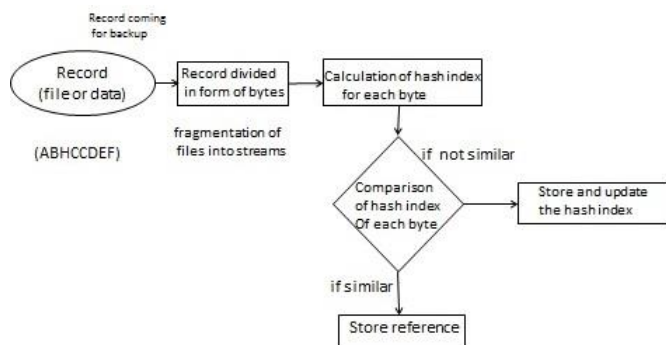 Record coming
for backup
Record
(file or data)
Record divided
in form of bytes
Calculation of hash index
for each byte
fragmentation of
files into streams
(ABHCCDEF)
if not similar
Comparison
of hash index
Of each byte
Store and update
the hash index
if similar
Store reference